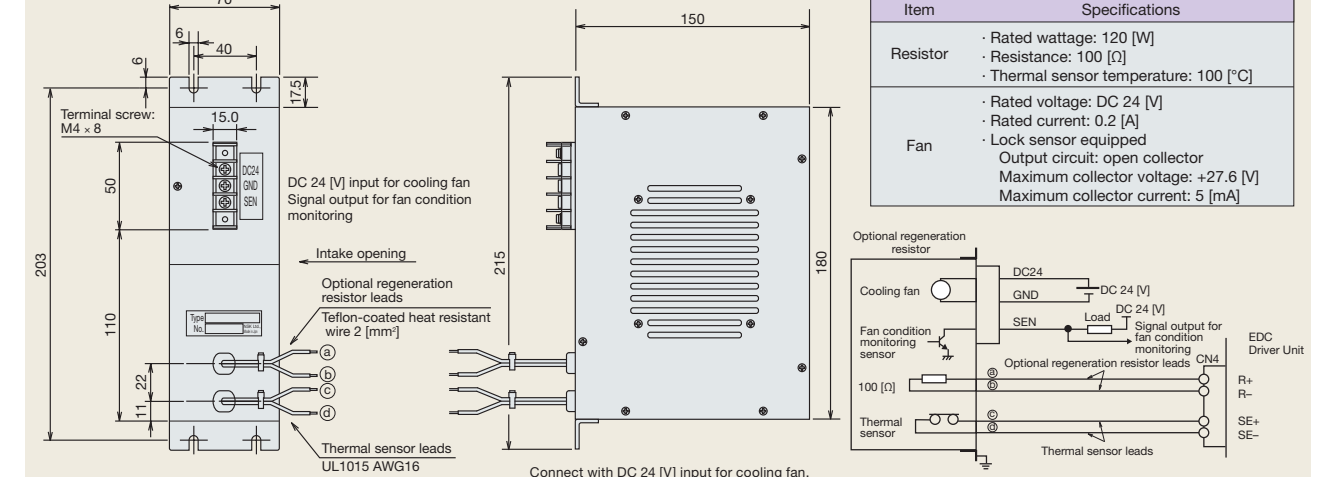 70
6
40
6
17.5
Terminal screw:
M4 × 8
15.0
DC24
GND
SEN
50
DC 24 [V] input for cooling fan
Signal output for fan condition
monitoring
203
Intake opening
Optional regeneration
resistor leads
Teflon-coated heat resistant
wire 2 [mm²]
110
Type
No.
NSK Ltd.
ⓐ
ⓑ
ⓒ
ⓓ
22
11
Thermal sensor leads
UL1015 AWG16
150
215
180
Connect with DC 24 [V] input for cooling fan.
Item Specifications
Resistor
· Rated wattage: 120 [W]
· Resistance: 100 [Ω]
· Thermal sensor temperature: 100 [°C]
Fan
· Rated voltage: DC 24 [V]
· Rated current: 0.2 [A]
· Lock sensor equipped
Output circuit: open collector
Maximum collector voltage: +27.6 [V]
Maximum collector current: 5 [mA]
Optional regeneration
resistor
Cooling fan
DC24
GND
DC 24 [V]
DC 24 [V]
SEN
Load
Fan condition
monitoring
sensor
Signal output for
fan condition
monitoring
EDC
Driver Unit
CN4
Optional regeneration resistor leads
100 [Ω]
ⓐ
ⓑ
R+
R–
Thermal
sensor
ⓒ
ⓓ
SE+
SE–
Thermal sensor leads